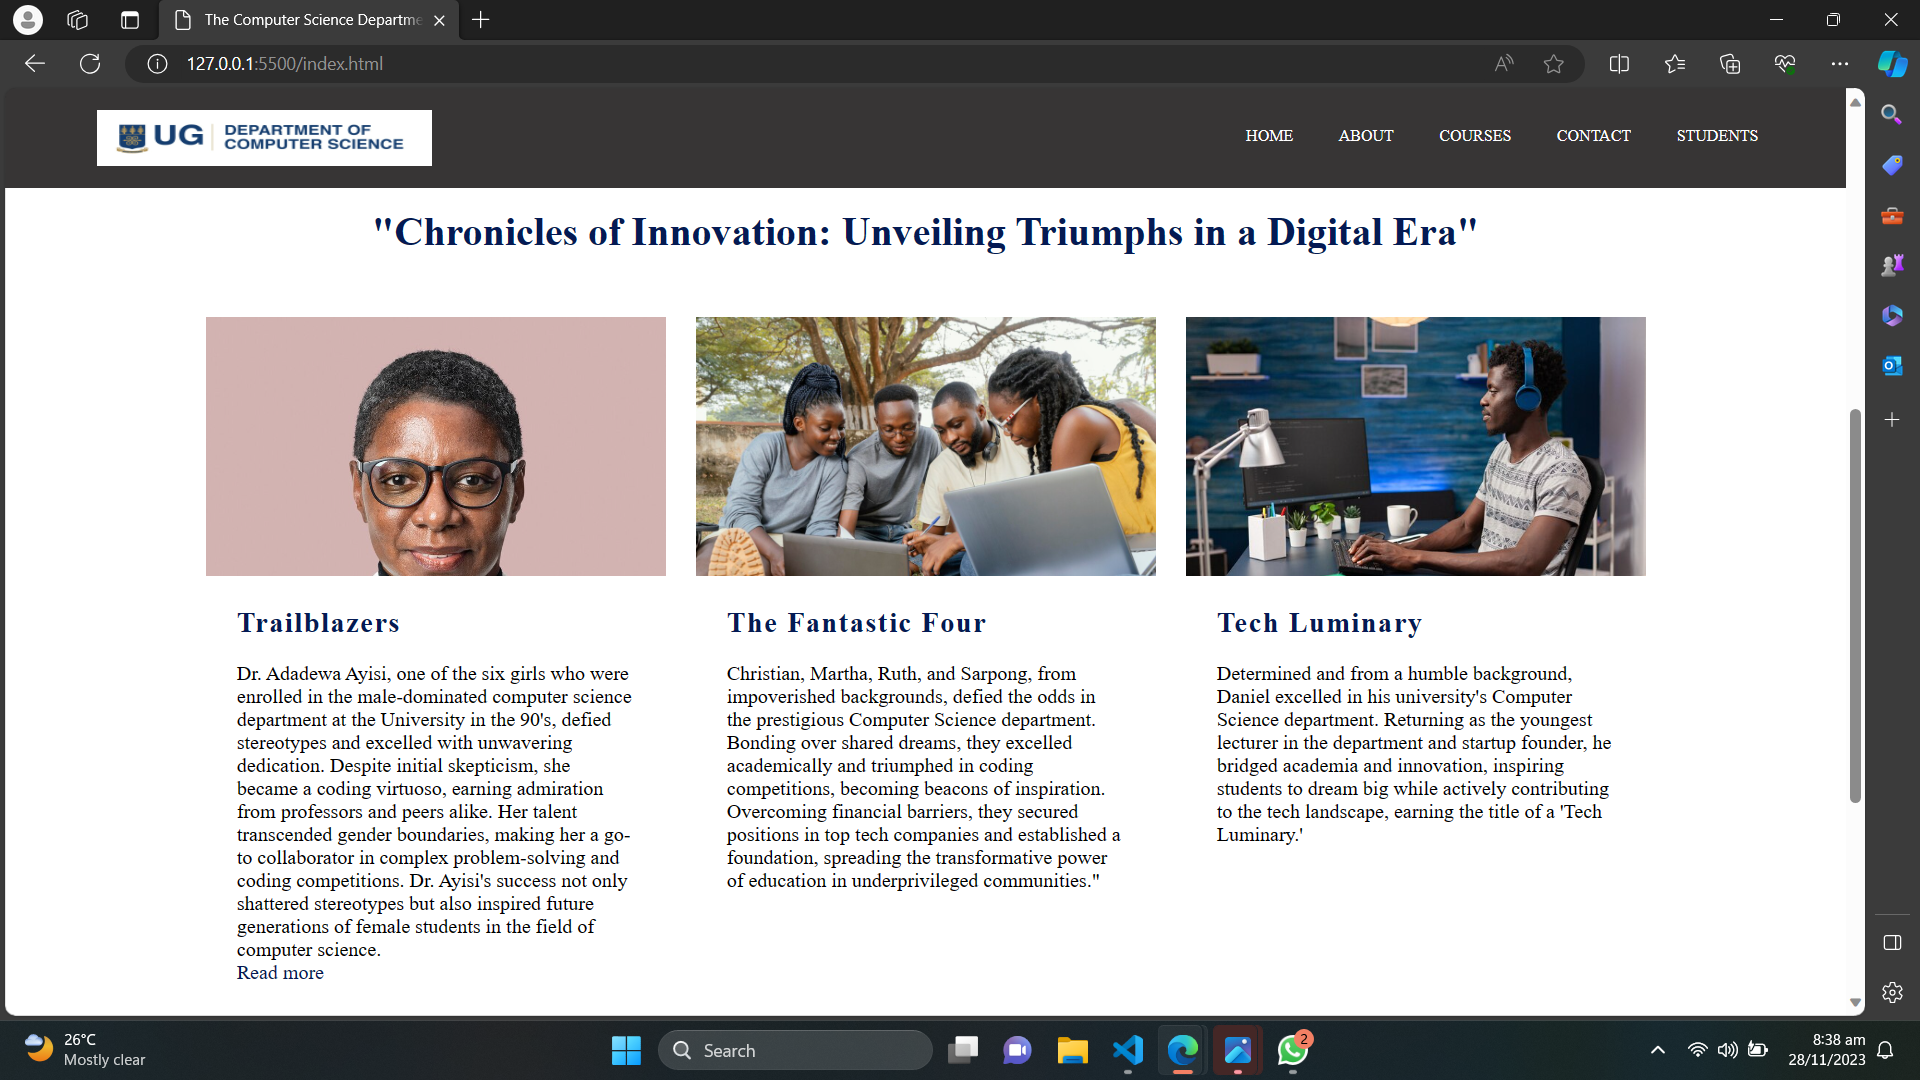 The Computer Science Departme
127.0.0.1:5500/index.html
UG
DEPARTMENT OF
COMPUTER SCIENCE
HOME
ABOUT
COURSES
CONTACT
STUDENTS
"Chronicles of Innovation: Unveiling Triumphs in a Digital Era"
Trailblazers
Dr. Adadewa Ayisi, one of the six girls who were
enrolled in the male-dominated computer science
department at the University in the 90's, defied
stereotypes and excelled with unwavering
dedication. Despite initial skepticism, she
became a coding virtuoso, earning admiration
from professors and peers alike. Her talent
transcended gender boundaries, making her a go-
to collaborator in complex problem-solving and
coding competitions. Dr. Ayisi's success not only
shattered stereotypes but also inspired future
generations of female students in the field of
computer science.
Read more
The Fantastic Four
Christian, Martha, Ruth, and Sarpong, from
impoverished backgrounds, defied the odds in
the prestigious Computer Science department.
Bonding over shared dreams, they excelled
academically and triumphed in coding
competitions, becoming beacons of inspiration.
Overcoming financial barriers, they secured
positions in top tech companies and established a
foundation, spreading the transformative power
of education in underprivileged communities."
Tech Luminary
Determined and from a humble background,
Daniel excelled in his university's Computer
Science department. Returning as the youngest
lecturer in the department and startup founder, he
bridged academia and innovation, inspiring
students to dream big while actively contributing
to the tech landscape, earning the title of a 'Tech
Luminary.'
26°C
Mostly clear
Search
2
8:38 am
28/11/2023